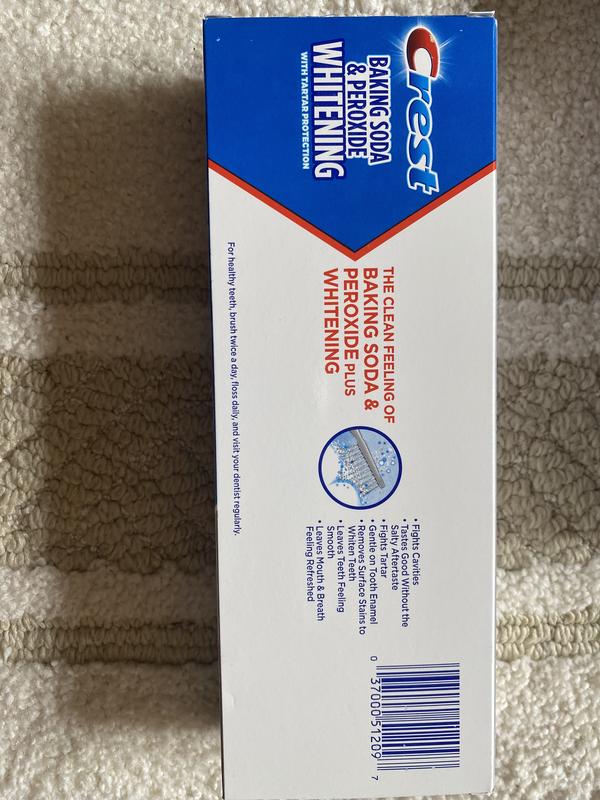 Crest
BAKING SODA
& PEROXIDE
WHITENING
WITH TARTAR PROTECTION
THE CLEAN FEELING OF
BAKING SODA &
PEROXIDE PLUS
WHITENING
• Fights Cavities
• Tastes Good Without the
Salty Aftertaste
• Fights Tartar
• Gentle on Tooth Enamel
• Removes Surface Stains to
Whiten Teeth
• Leaves Teeth Feeling
Smooth
• Leaves Mouth & Breath
Feeling Refreshed
For healthy teeth, brush twice a day, floss daily, and visit your dentist regularly.
0 37000 51209 7